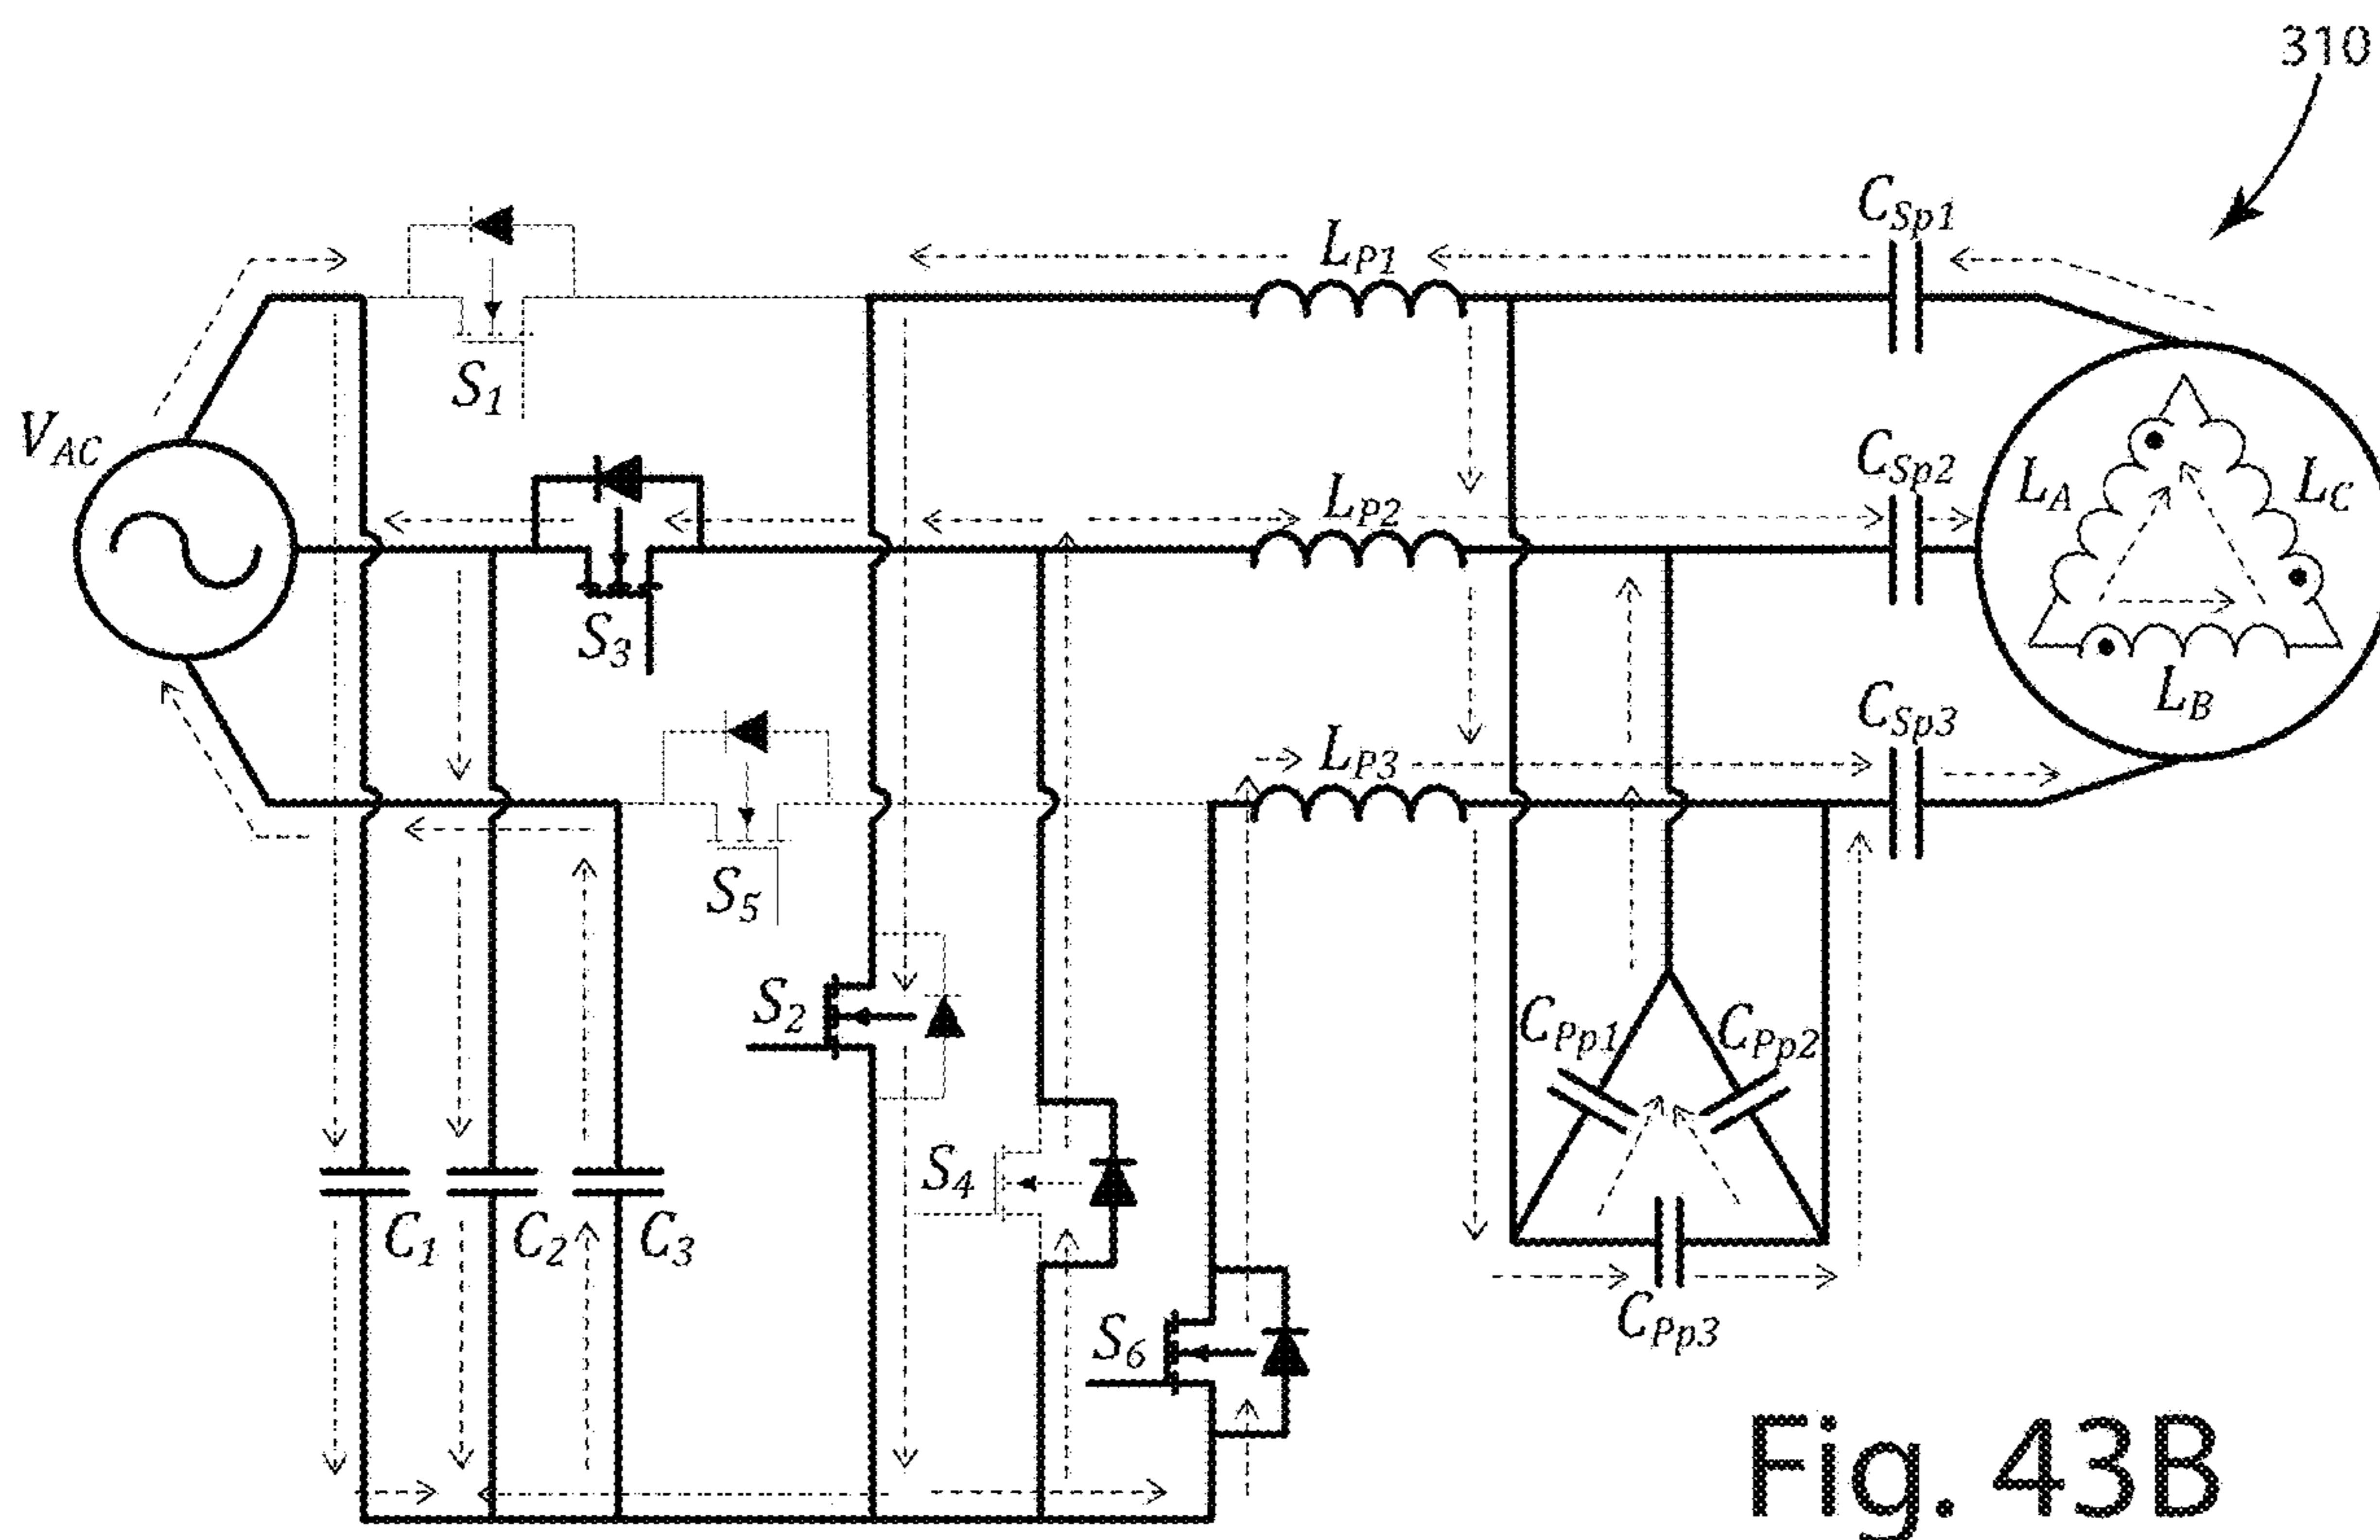 310
C_{Sp1}
L_{P1}
S_1
V_{AC}
C_{Sp2}
L_{P2}
L_A
L_C
S_3
L_B
C_{Sp3}
L_{P3}
S_5
S_2
C_{Pp1}
C_{Pp2}
S_4
C_1
C_2
C_3
C_{Pp3}
S_6
Fig. 43B